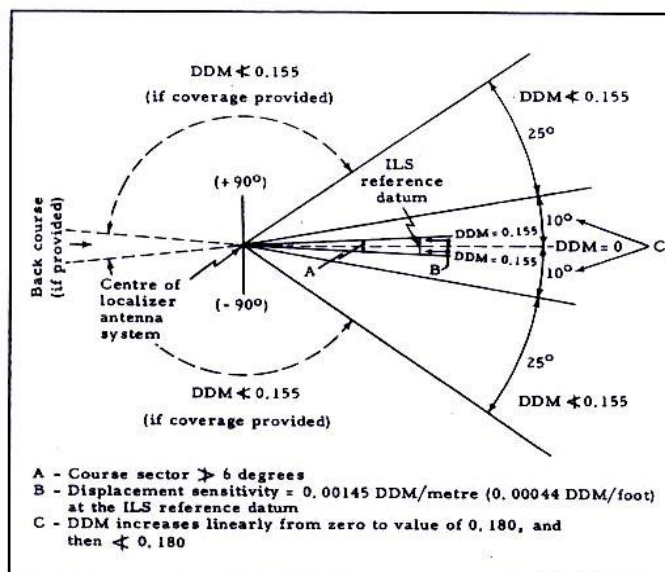 DDM ≮ 0.155
(if coverage provided)
DDM ≮ 0.155
25°
ILS
reference
datum
(+90°)
10°
Back course
(if provided)
DDM=0.155
DDM = 0
C
A
B
DDM=0.155
10°
Centre of
localizer
antenna
system
(-90°)
25°
DDM ≮ 0.155
(if coverage provided)
DDM ≮ 0.155
A - Course sector ≯ 6 degrees
B - Displacement sensitivity = 0.00145 DDM/metre (0.00044 DDM/foot)
at the ILS reference datum
C - DDM increases linearly from zero to value of 0.180, and
then ≮ 0.180